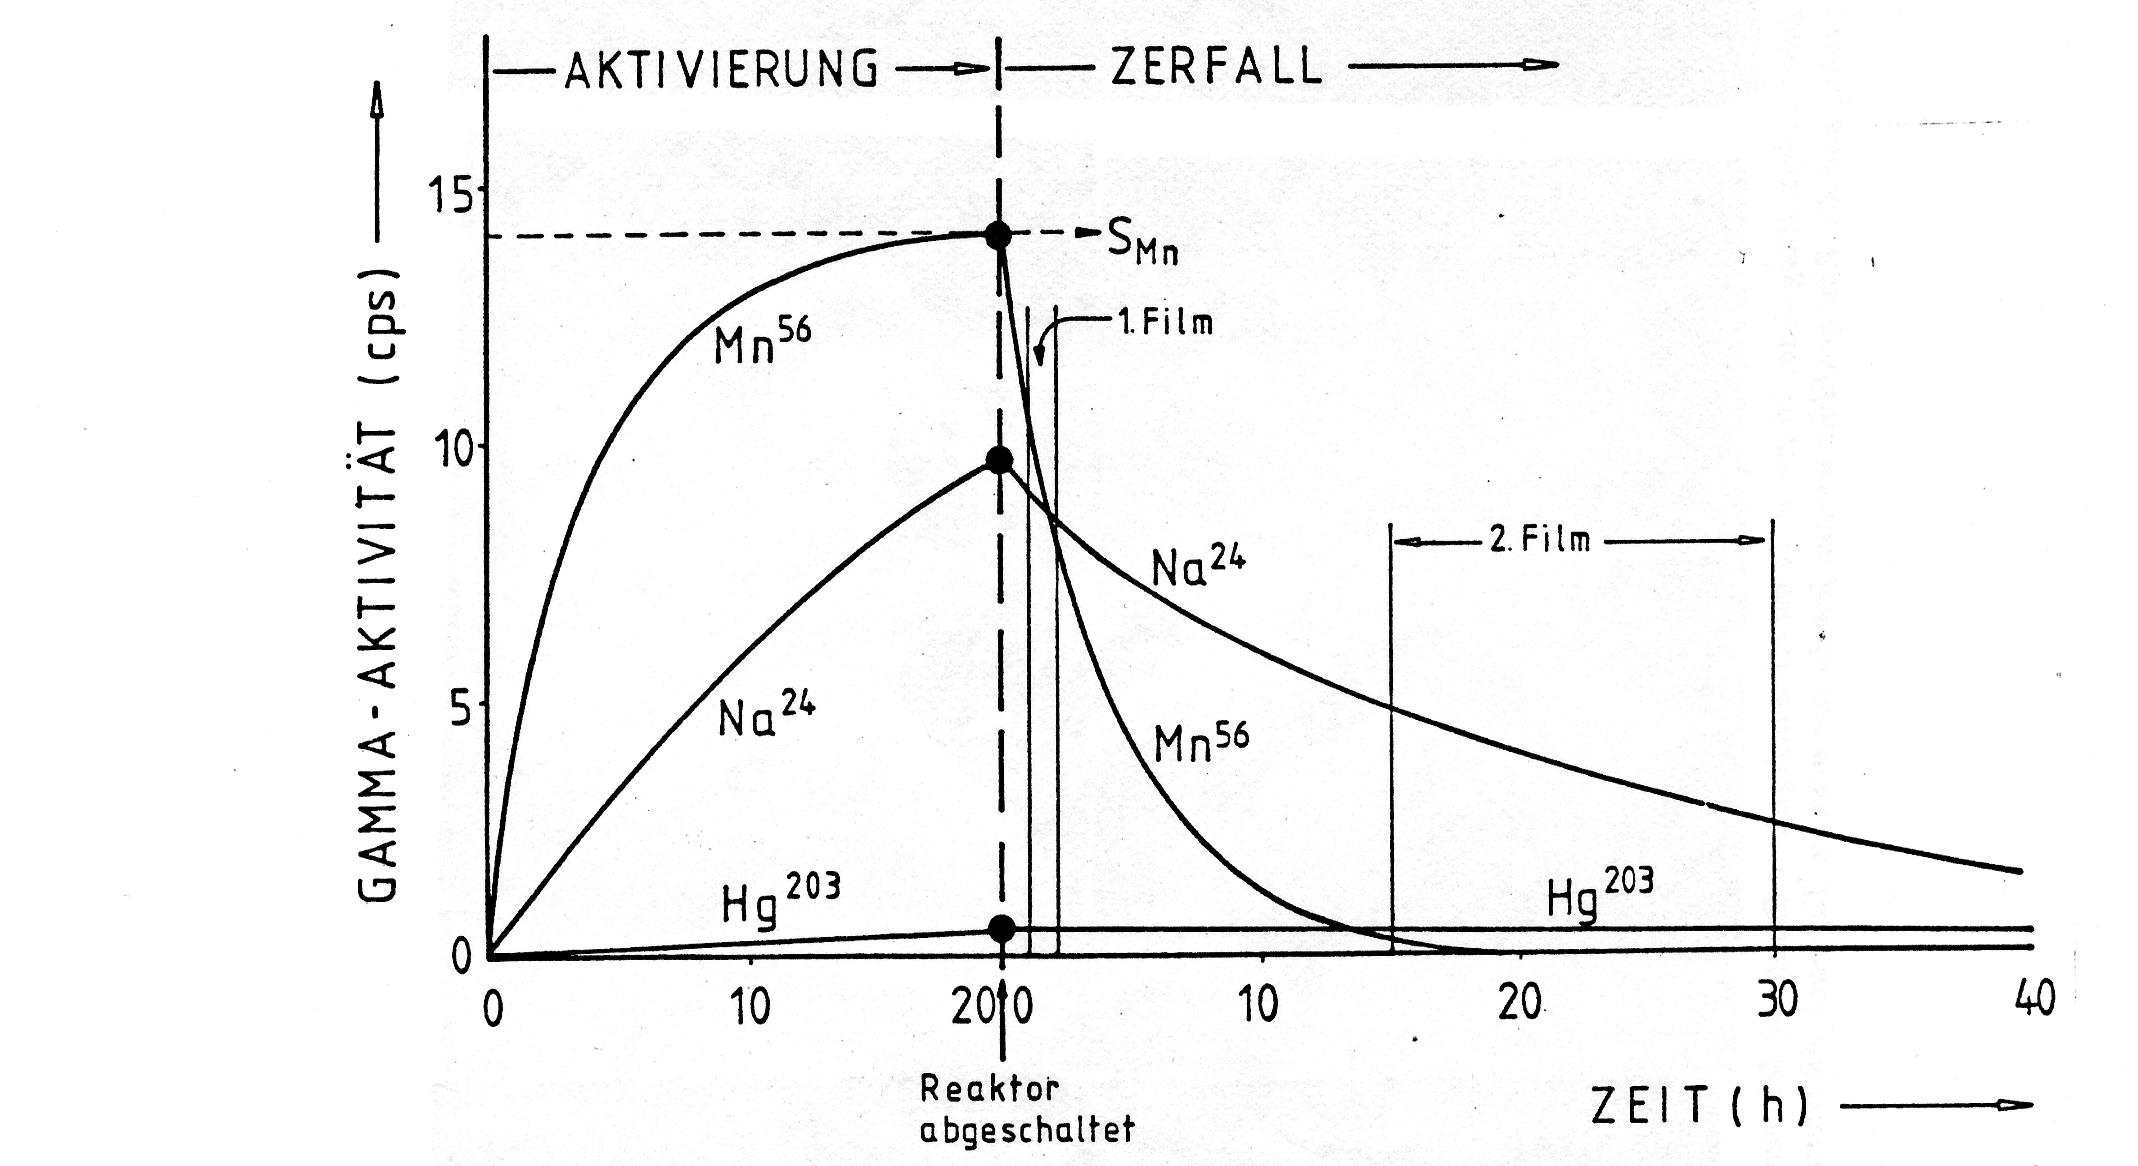 AKTIVIERUNG ZERFALL
GAMMA-AKTIVITÄT (cps)
15
S_Mn
1. Film
Mn⁵⁶
10
2. Film
Na²⁴
5
Na²⁴
Mn⁵⁶
Hg²⁰³
Hg²⁰³
0
0 10 20 0 10 20 30 40
Reaktor
abgeschaltet
ZEIT (h)